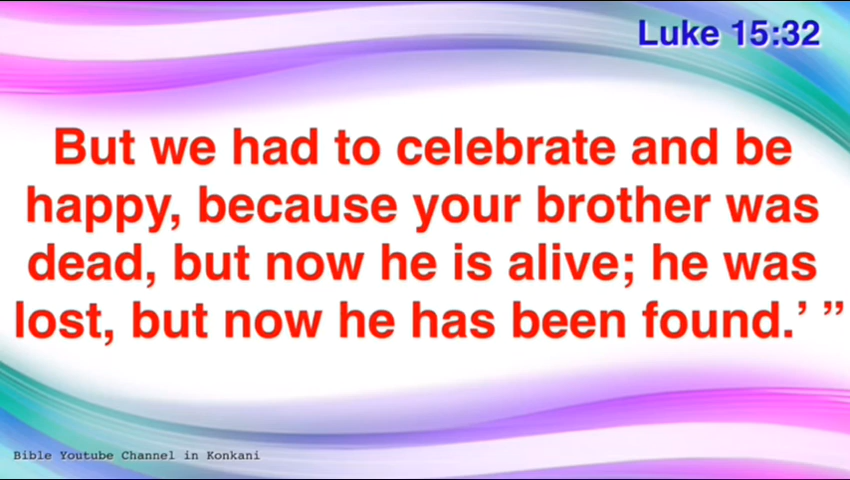 Luke 15:32
But we had to celebrate and be
happy, because your brother was
dead, but now he is alive; he was
lost, but now he has been found.’ ”
Bible Youtube Channel in Konkani